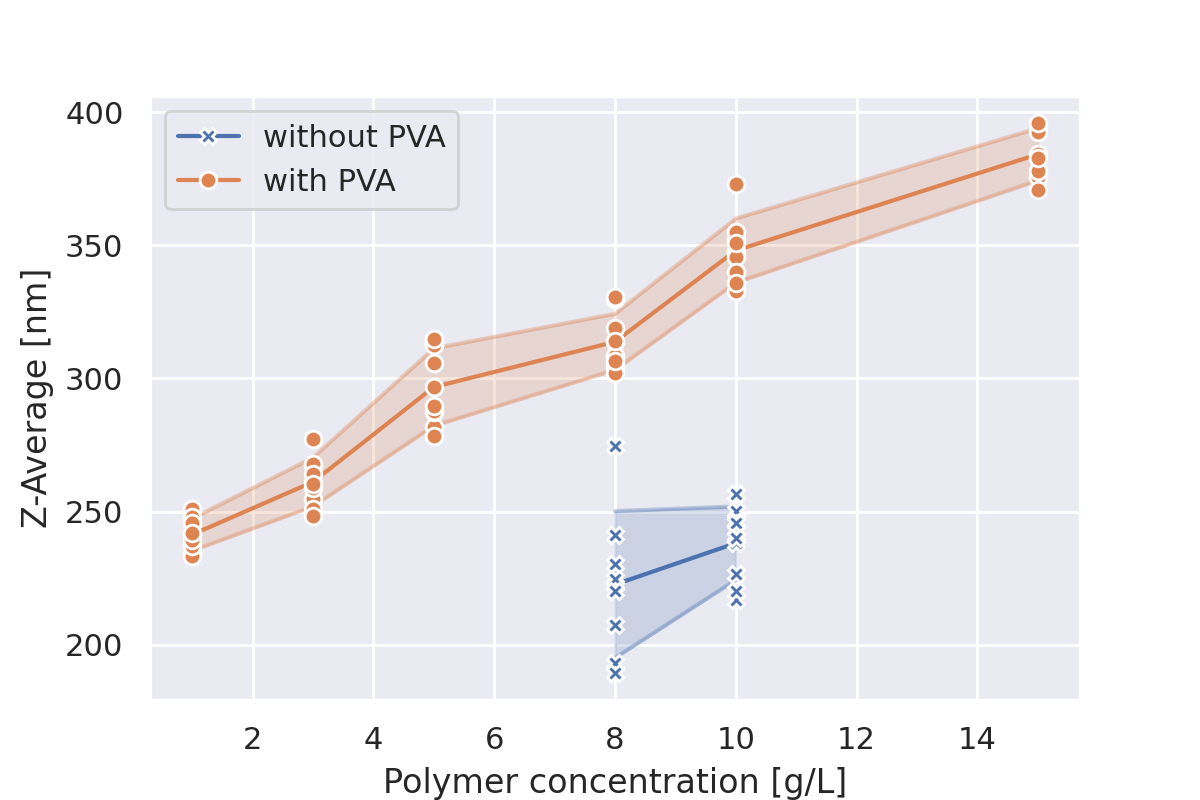 400
350
300
250
200
Z-Average [nm]
without PVA
with PVA
2 4 6 8 10 12 14
Polymer concentration [g/L]